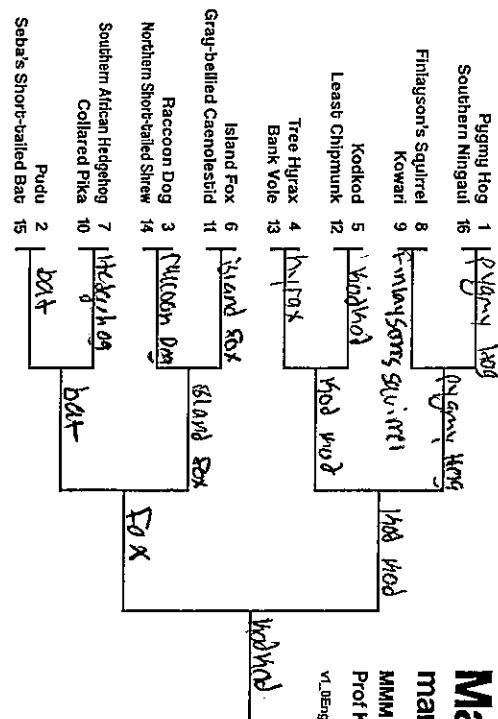 Pygmy Hog 1
Southern Ningaui 16
Finlayson's Squirrel 8
Kowari 9
Kodkod 5
Least Chipmunk 12
Tree Hyrax 4
Bank Vole 13
Island Fox 6
Gray-bellied Caenolestid 11
Raccoon Dog 3
Northern Short-tailed Shrew 14
Southern African Hedgehog 7
Collared Pika 10
Pudu 2
Seba's Short-tailed Bat 15
pygmy Hog
Finlaysons squirrel
Kodkod
hyrax
island Fox
raccoon Dog
Hedgehog
bat
pygmy Hog
Kod Kod
Island Fox
bat
Kod Kod
Fox
Kodkod
Ma
mar
MMM
Prof K